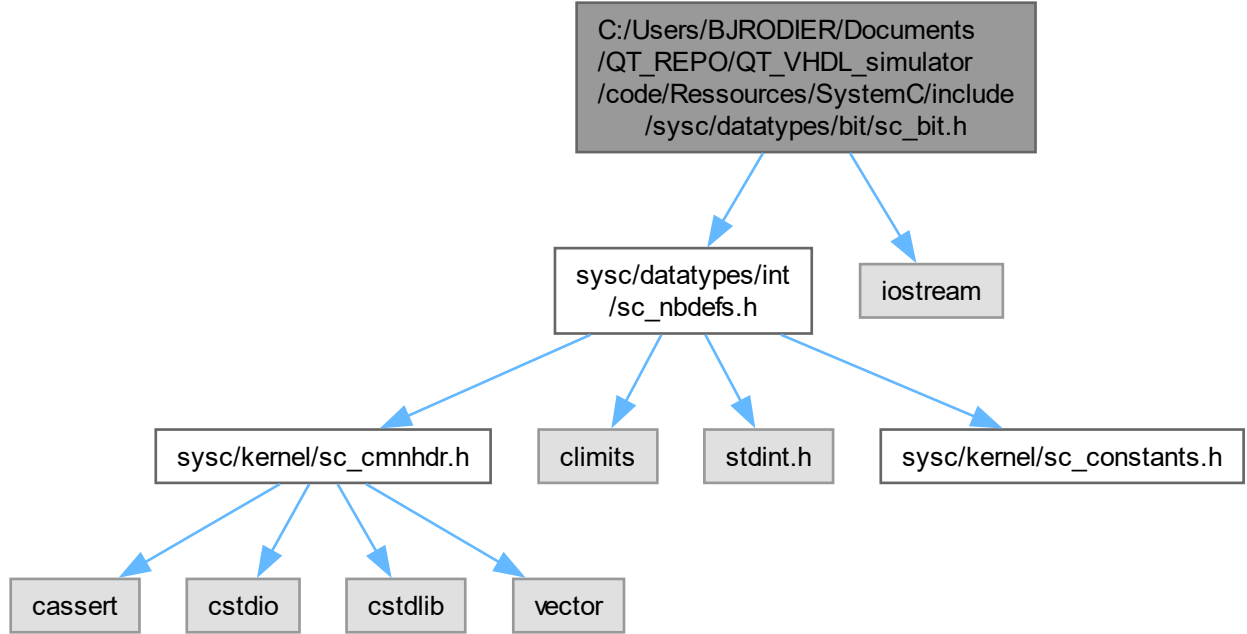 C:/Users/BJRODIER/Documents
/QT_REPO/QT_VHDL_simulator
/code/Ressources/SystemC/include
/sysc/datatypes/bit/sc_bit.h
sysc/datatypes/int
/sc_nbdefs.h
iostream
sysc/kernel/sc_cmnhdr.h
climits
stdint.h
sysc/kernel/sc_constants.h
cassert
cstdio
cstdlib
vector